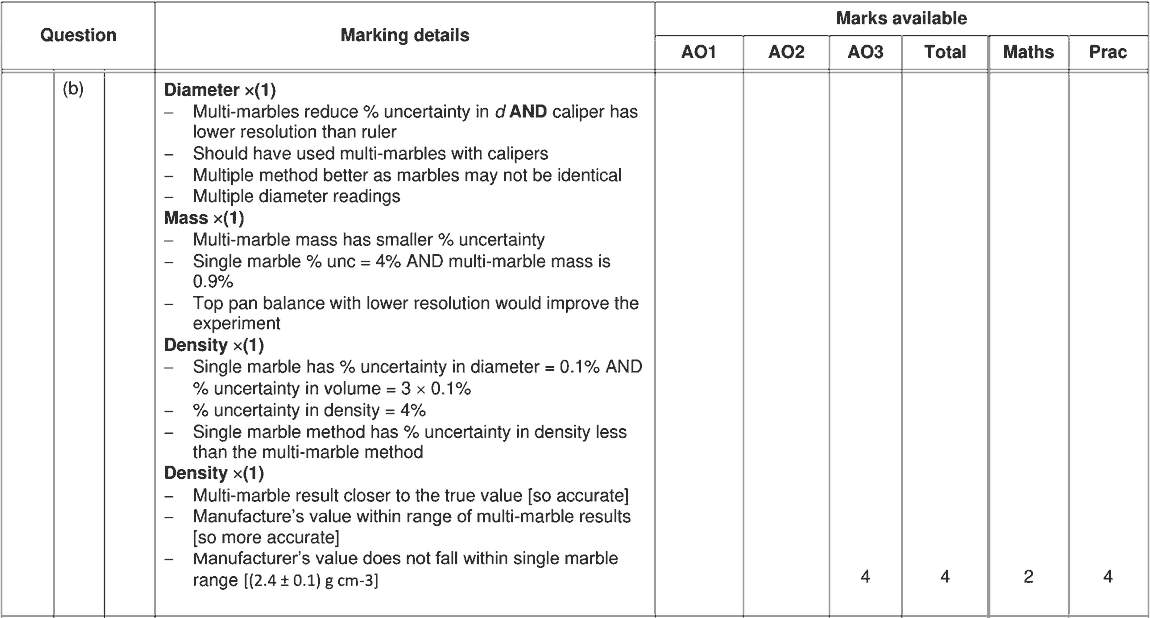 Question
Marking details
Marks available
AO1 AO2 AO3 Total Maths Prac
(b)
Diameter ×(1)
– Multi-marbles reduce % uncertainty in d AND caliper has
lower resolution than ruler
– Should have used multi-marbles with calipers
– Multiple method better as marbles may not be identical
– Multiple diameter readings
Mass ×(1)
– Multi-marble mass has smaller % uncertainty
– Single marble % unc = 4% AND multi-marble mass is
0.9%
– Top pan balance with lower resolution would improve the
experiment
Density ×(1)
– Single marble has % uncertainty in diameter = 0.1% AND
% uncertainty in volume = 3 × 0.1%
– % uncertainty in density = 4%
– Single marble method has % uncertainty in density less
than the multi-marble method
Density ×(1)
– Multi-marble result closer to the true value [so accurate]
– Manufacture's value within range of multi-marble results
[so more accurate]
– Manufacturer's value does not fall within single marble
range [(2.4 ± 0.1) g cm-3]
4 4 2 4